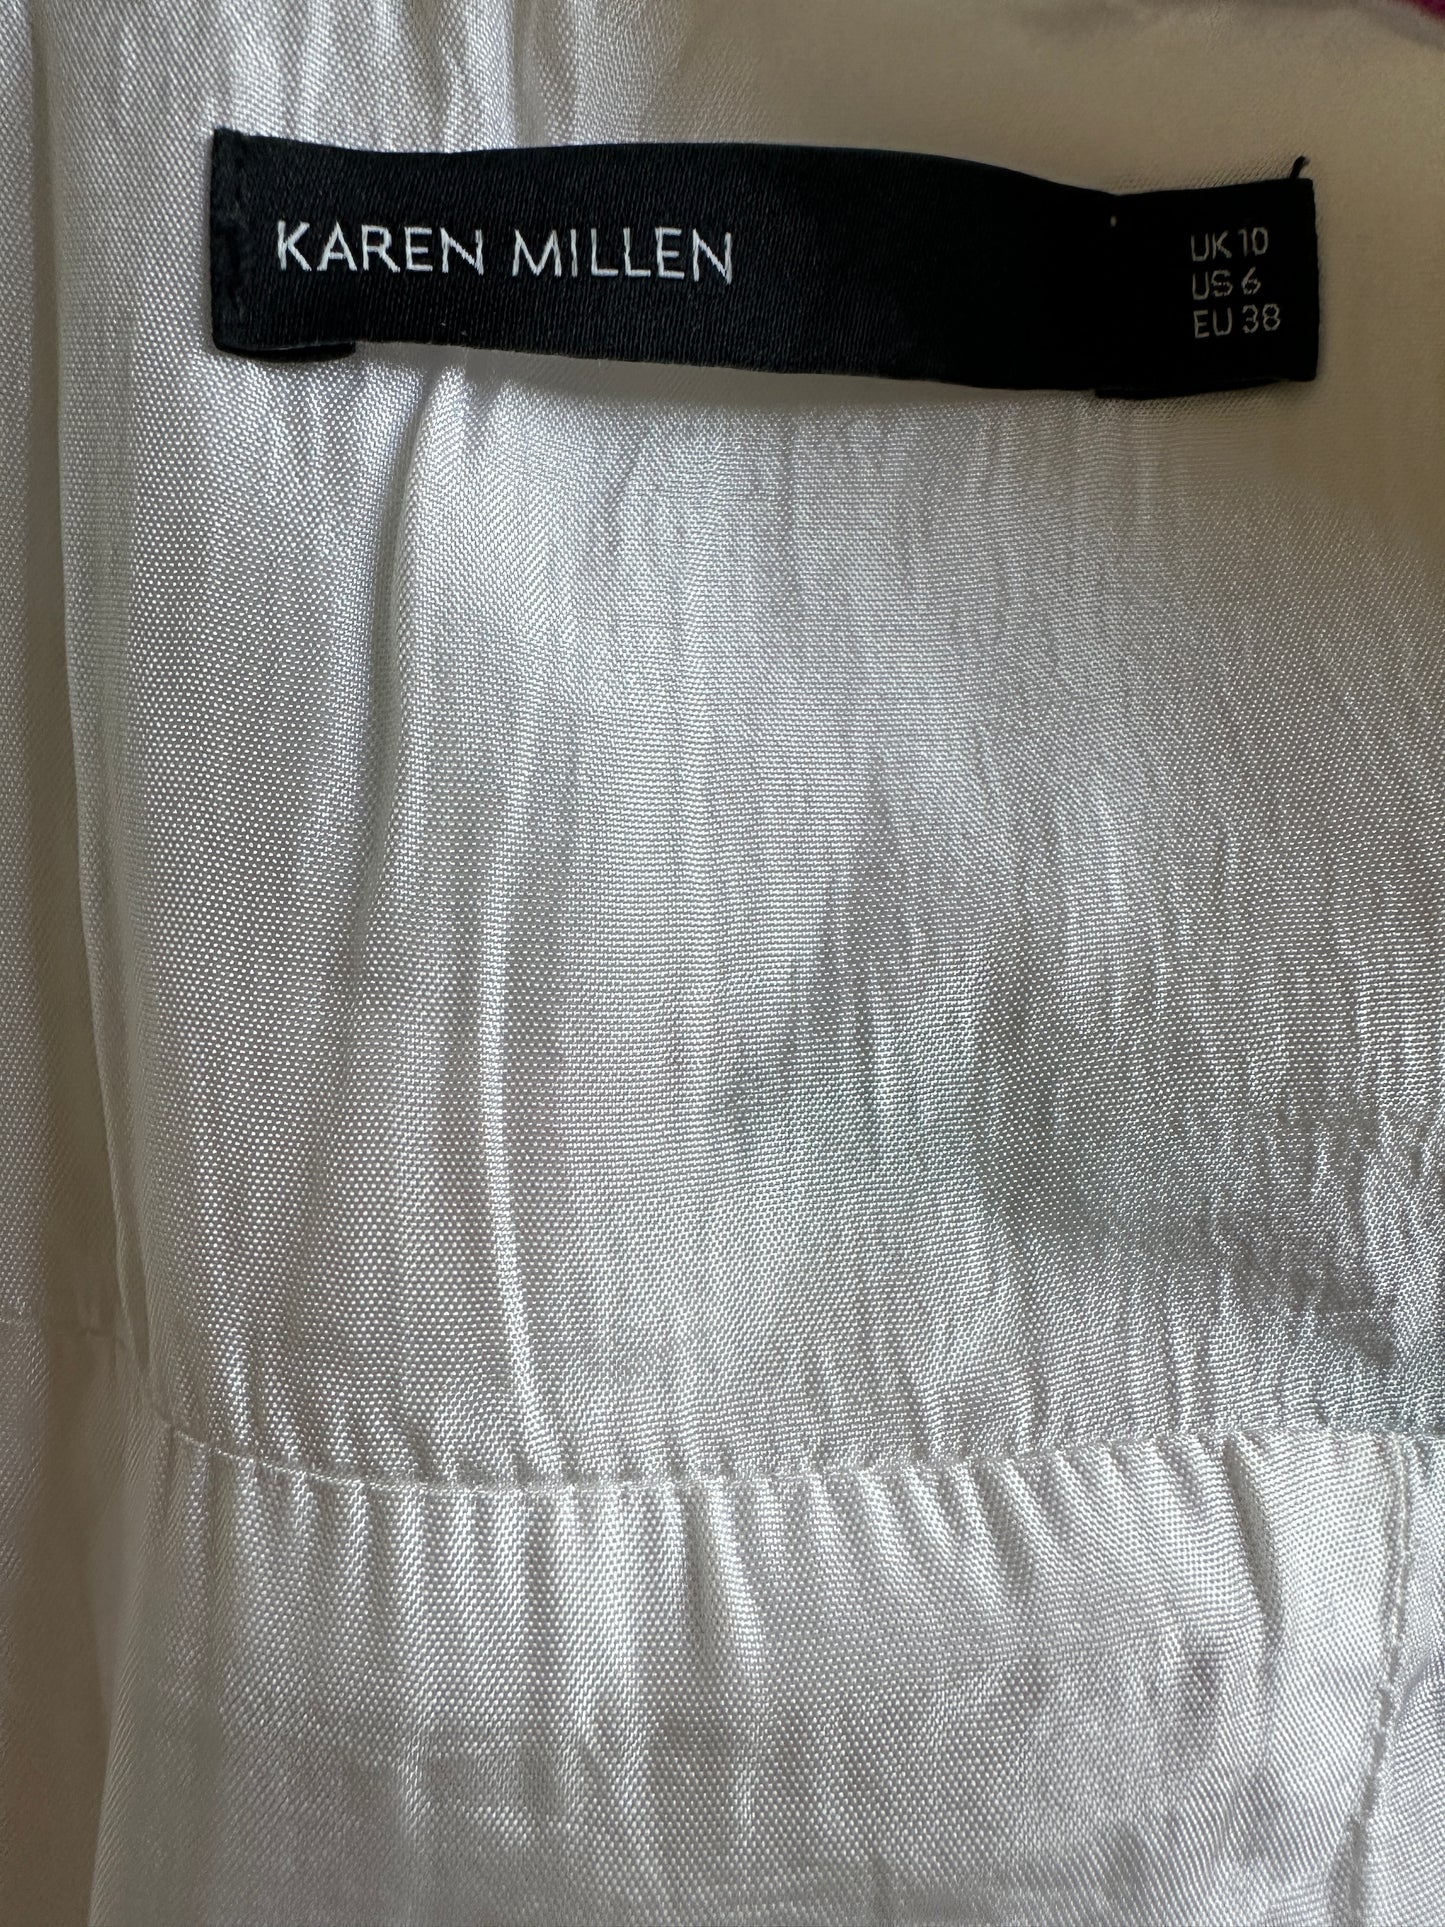 KAREN MILLEN
UK 10
US 6
EU 38